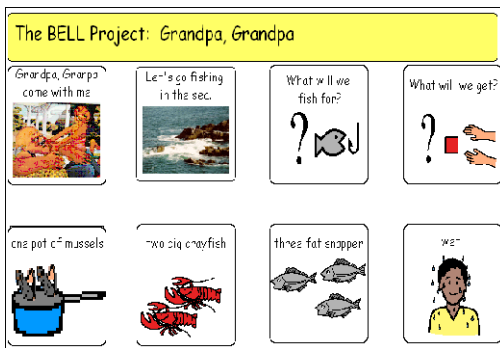 The BELL Project: Grandpa, Grandpa
Grandpa, Grandpa
come with me
Let's go fishing
in the sea.
What will we
fish for?
What will we get?
one pot of mussels
two big crayfish
three fat snapper
wet